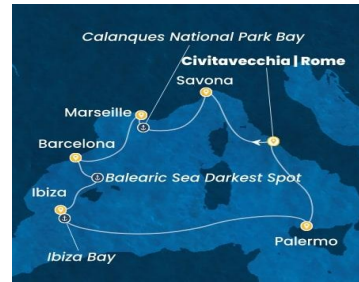 Calanques National Park Bay
Civitavecchia | Rome
Savona
Marseille
Barcelona
Balearic Sea Darkest Spot
Ibiza
Palermo
Ibiza Bay